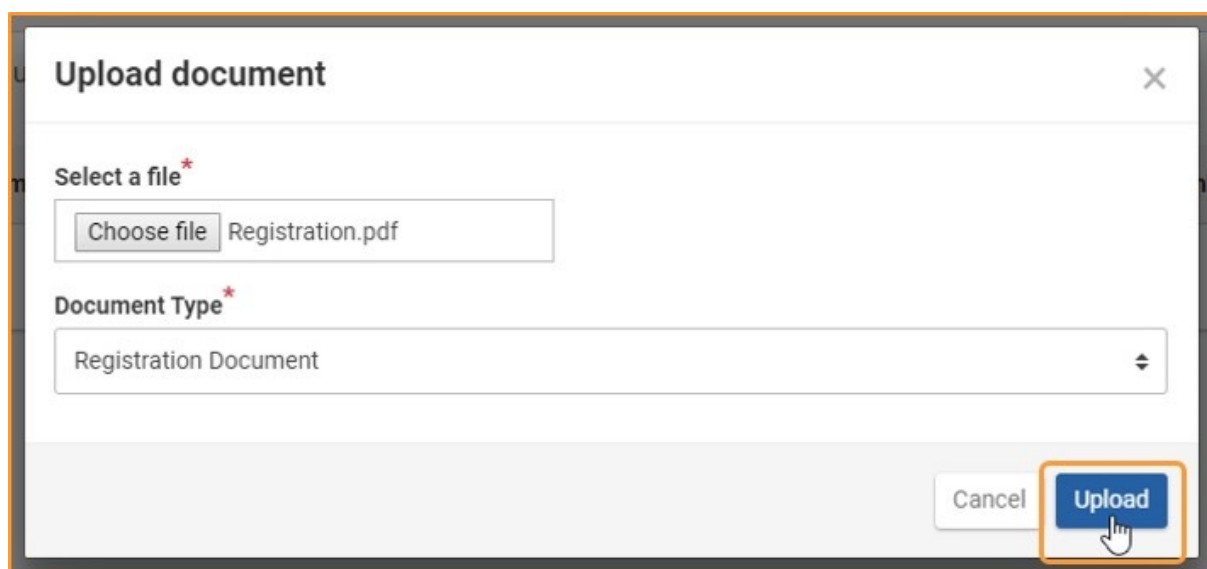 Upload document
×
Select a file*
Choose file Registration.pdf
Document Type*
Registration Document
Cancel Upload